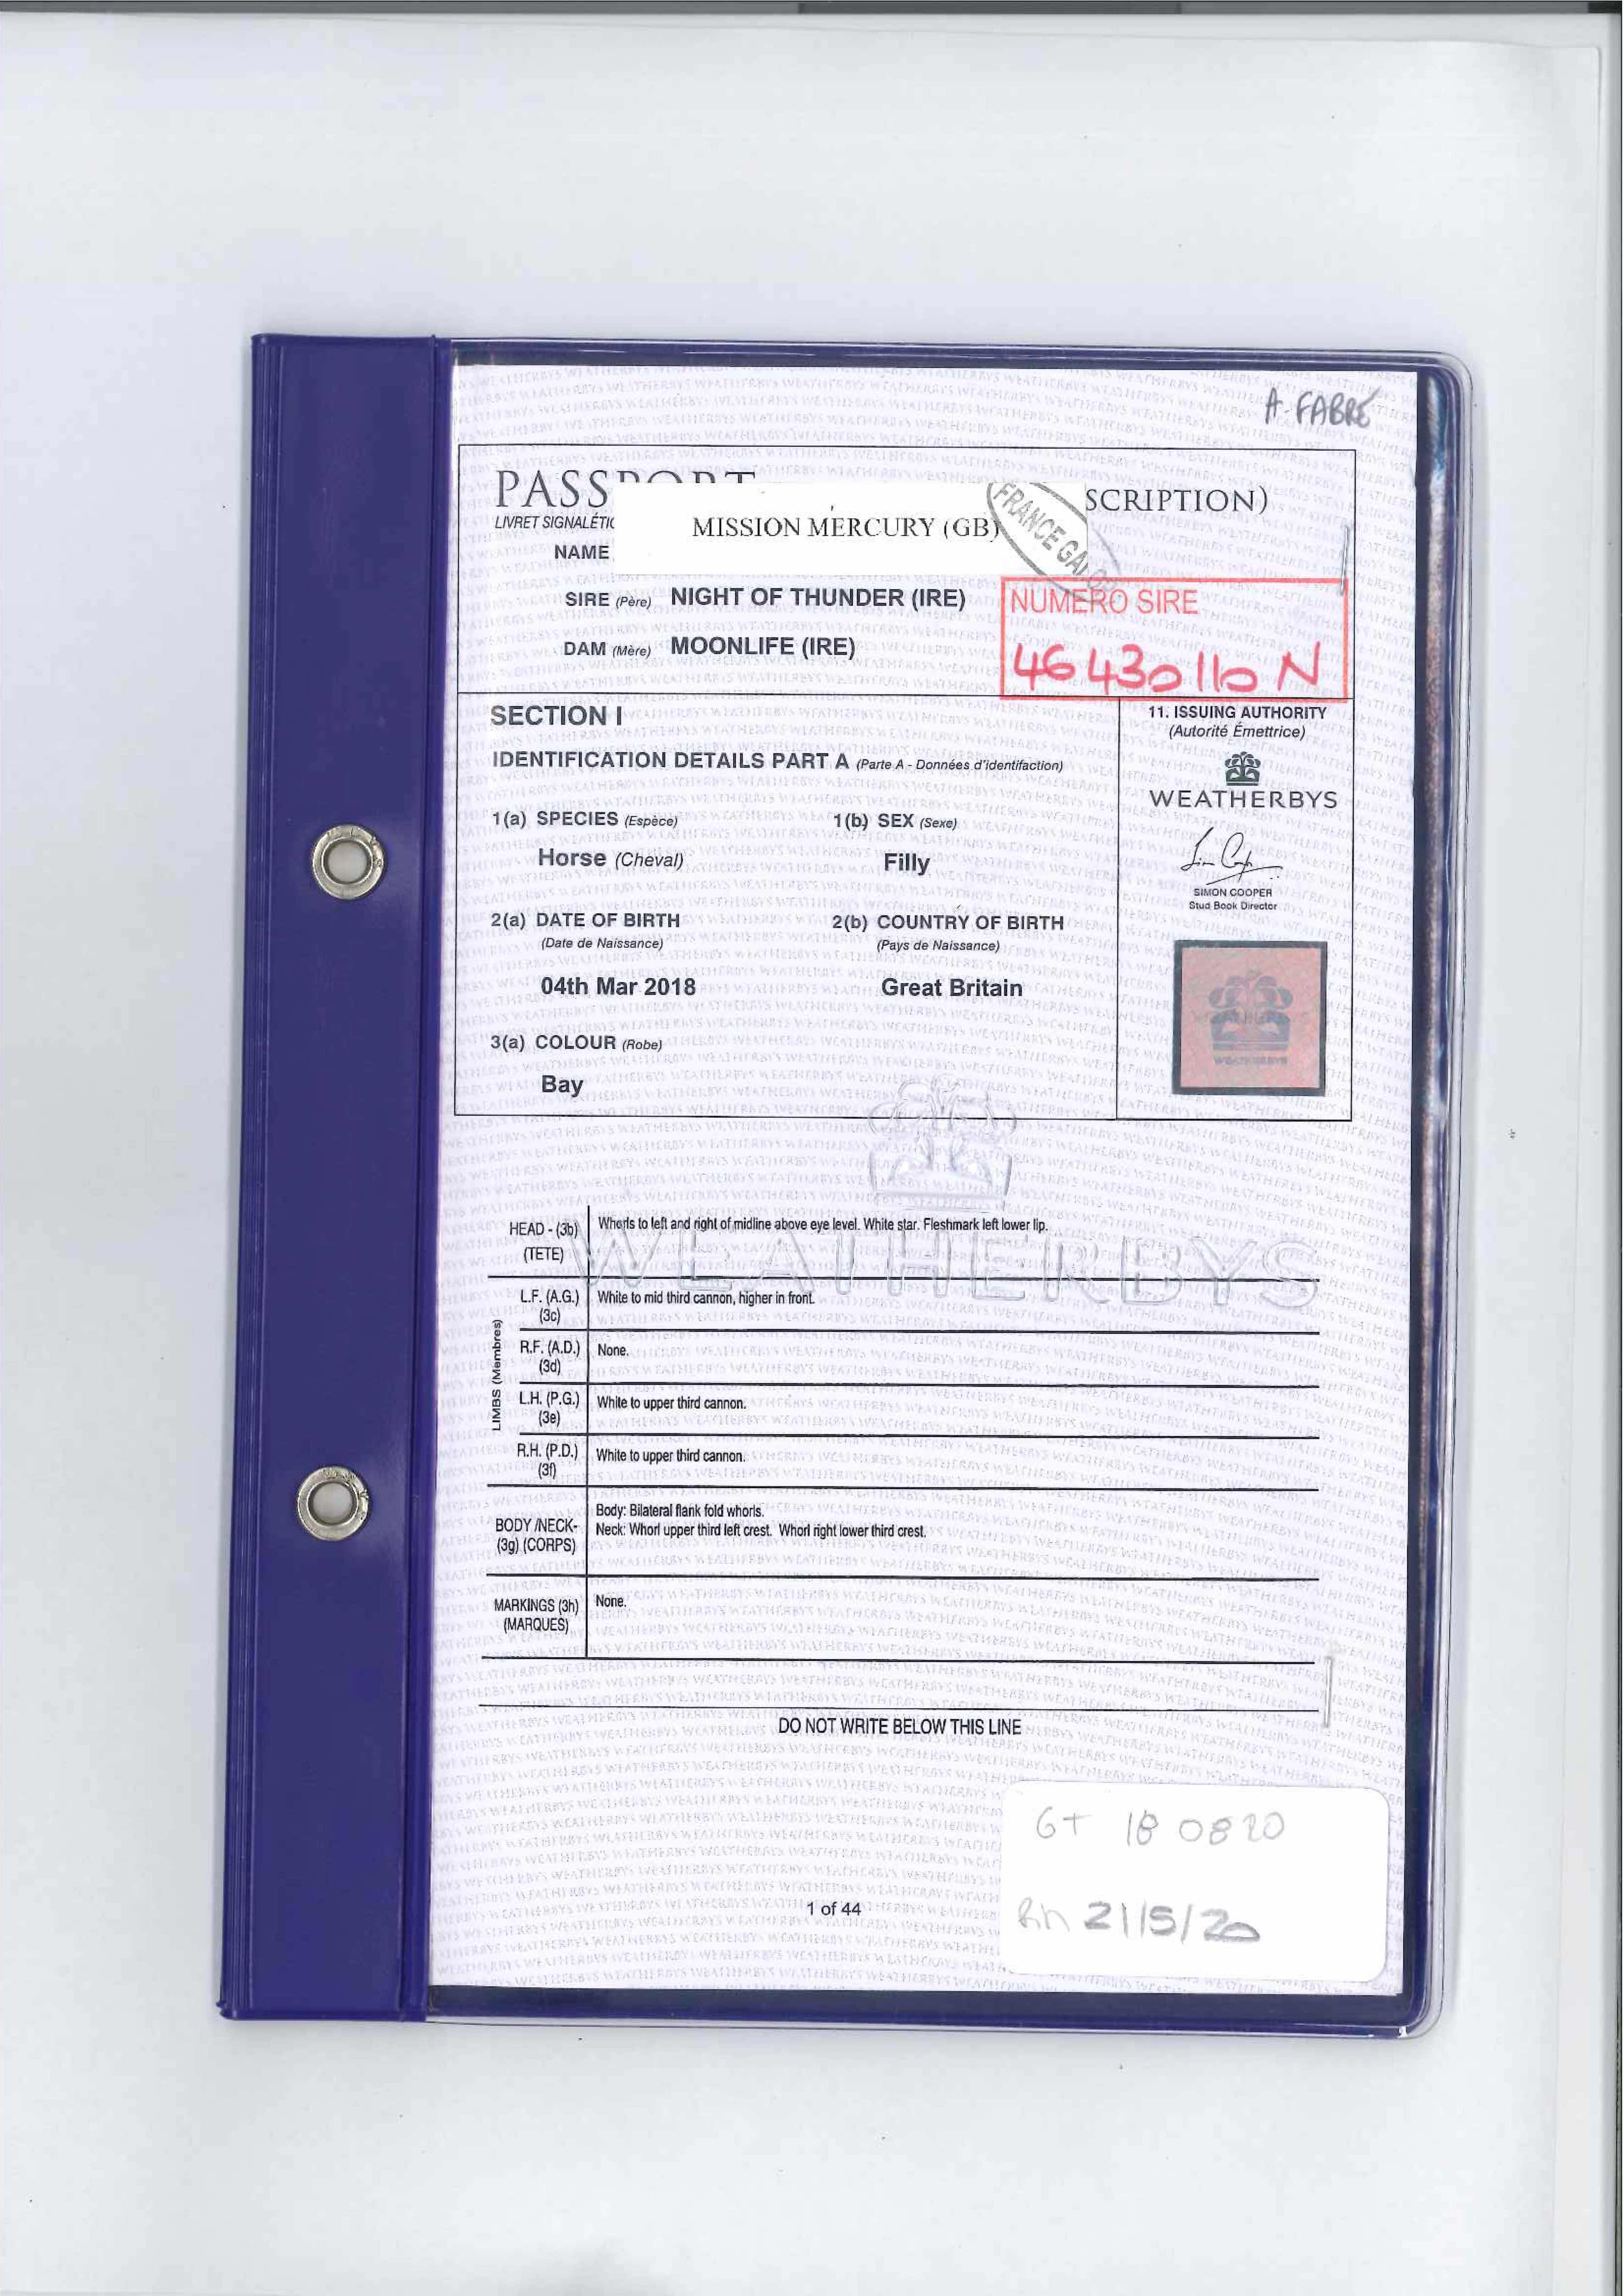 A. FABRE
PASSPORT SCRIPTION)
LIVRET SIGNALÉTIC
MISSION MERCURY (GB)
FRANCE GALOP
NAME
SIRE (Père) NIGHT OF THUNDER (IRE)
NUMERO SIRE
DAM (Mère) MOONLIFE (IRE)
46430110N
SECTION I
11. ISSUING AUTHORITY
(Autorité Émettrice)
IDENTIFICATION DETAILS PART A (Parte A - Données d'identifaction)
WEATHERBYS
1(a) SPECIES (Espèce) 1(b) SEX (Sexe)
Horse (Cheval) Filly
SIMON COOPER
Stud Book Director
2(a) DATE OF BIRTH 2(b) COUNTRY OF BIRTH
(Date de Naissance) (Pays de Naissance)
04th Mar 2018 Great Britain
WEATHERBYS
3(a) COLOUR (Robe)
Bay
HEAD - (3b) Whorls to left and right of midline above eye level. White star. Fleshmark left lower lip.
(TETE)
WEATHERBYS
LIMBS (Membres)
L.F. (A.G.) White to mid third cannon, higher in front.
(3c)
R.F. (A.D.) None.
(3d)
L.H. (P.G.) White to upper third cannon.
(3e)
R.H. (P.D.) White to upper third cannon.
(3f)
Body: Bilateral flank fold whorls.
BODY /NECK- Neck: Whorl upper third left crest. Whorl right lower third crest.
(3g) (CORPS)
MARKINGS (3h) None.
(MARQUES)
DO NOT WRITE BELOW THIS LINE
GT 18 0820
1 of 44
21/5/20